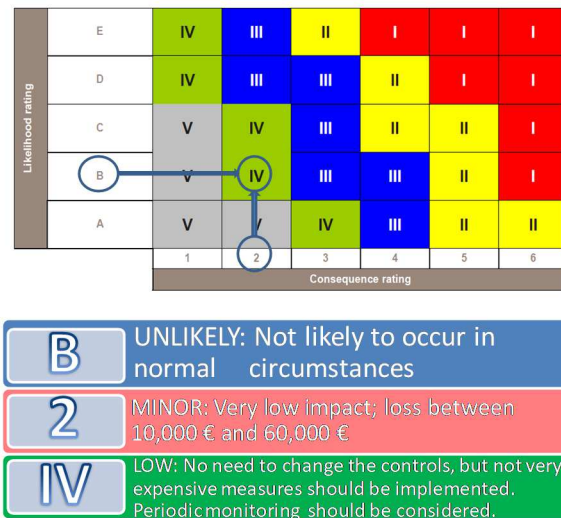 Likelihood rating
E IV III II I I I
D IV III III II I I
C V IV III II II I
B V IV III III II I
A V V IV III II II
1 2 3 4 5 6
Consequence rating
B
UNLIKELY: Not likely to occur in
normal circumstances
2
MINOR: Very low impact; loss between
10,000 € and 60,000 €
IV
LOW: No need to change the controls, but not very
expensive measures should be implemented.
Periodic monitoring should be considered.